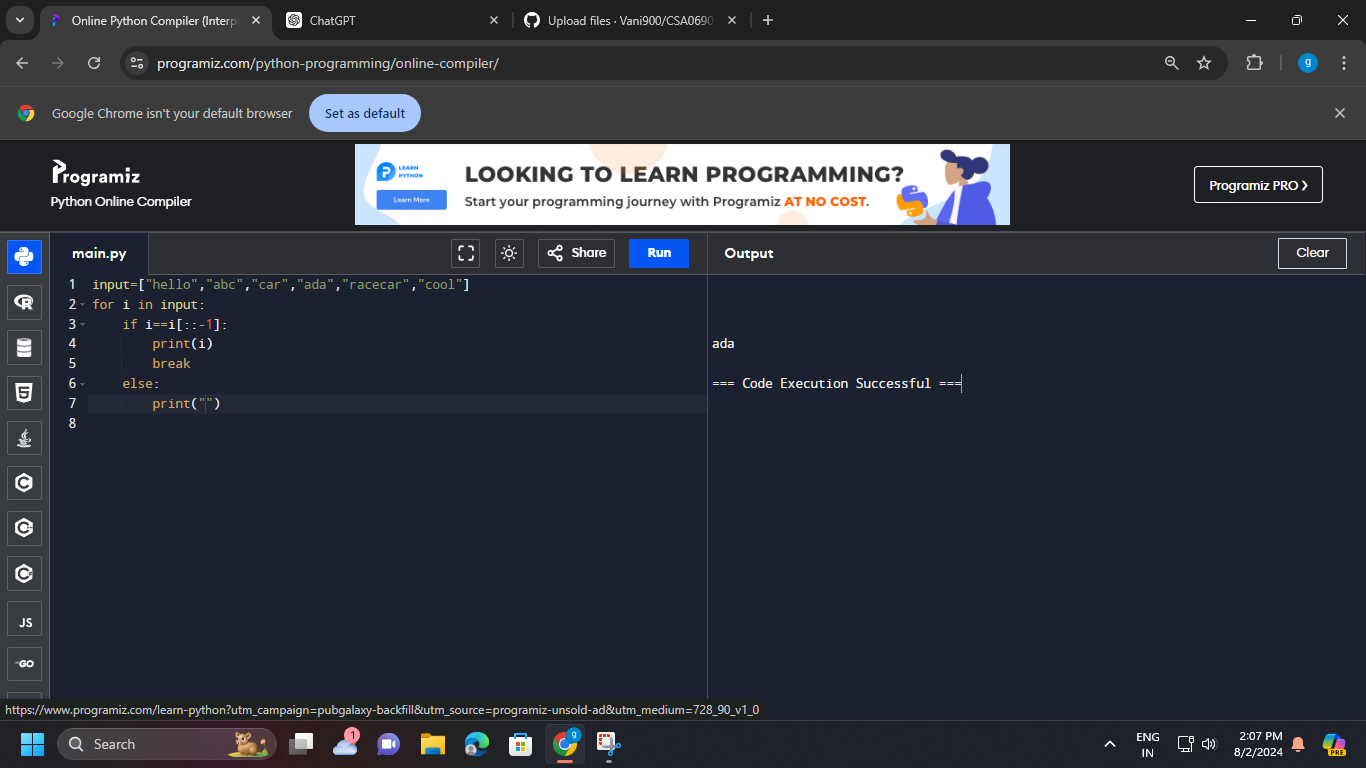 Online Python Compiler (Interp
ChatGPT
Upload files · Vani900/CSA0690
programiz.com/python-programming/online-compiler/
g
Google Chrome isn't your default browser
Set as default
Programiz
Python Online Compiler
LEARN
PYTHON
Learn More
LOOKING TO LEARN PROGRAMMING?
Start your programming journey with Programiz AT NO COST.
Programiz PRO
main.py
Share
Run
Output
Clear
1 input=["hello","abc","car","ada","racecar","cool"]
2 for i in input:
3 if i==i[::-1]:
4 print(i)
5 break
6 else:
7 print("")
8
ada
=== Code Execution Successful ===
JS
GO
https://www.programiz.com/learn-python?utm_campaign=pubgalaxy-backfill&utm_source=programiz-unsold-ad&utm_medium=728_90_v1_0
Search
1
9
ENG
IN
2:07 PM
8/2/2024
PRE